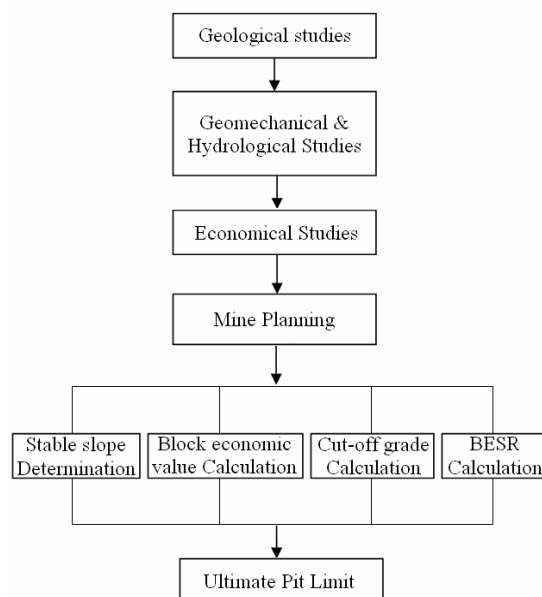 Geological studies
Geomechanical &
Hydrological Studies
Economical Studies
Mine Planning
Stable slope
Determination
Block economic
value Calculation
Cut-off grade
Calculation
BESR
Calculation
Ultimate Pit Limit